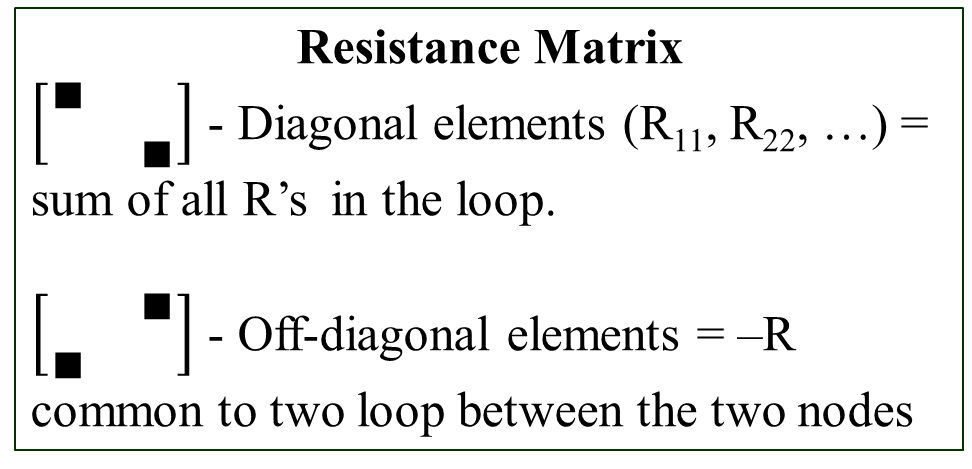 Resistance Matrix
[■ ■] - Diagonal elements (R₁₁, R₂₂, …) =
sum of all R’s in the loop.
[■ ■] - Off-diagonal elements = –R
common to two loop between the two nodes